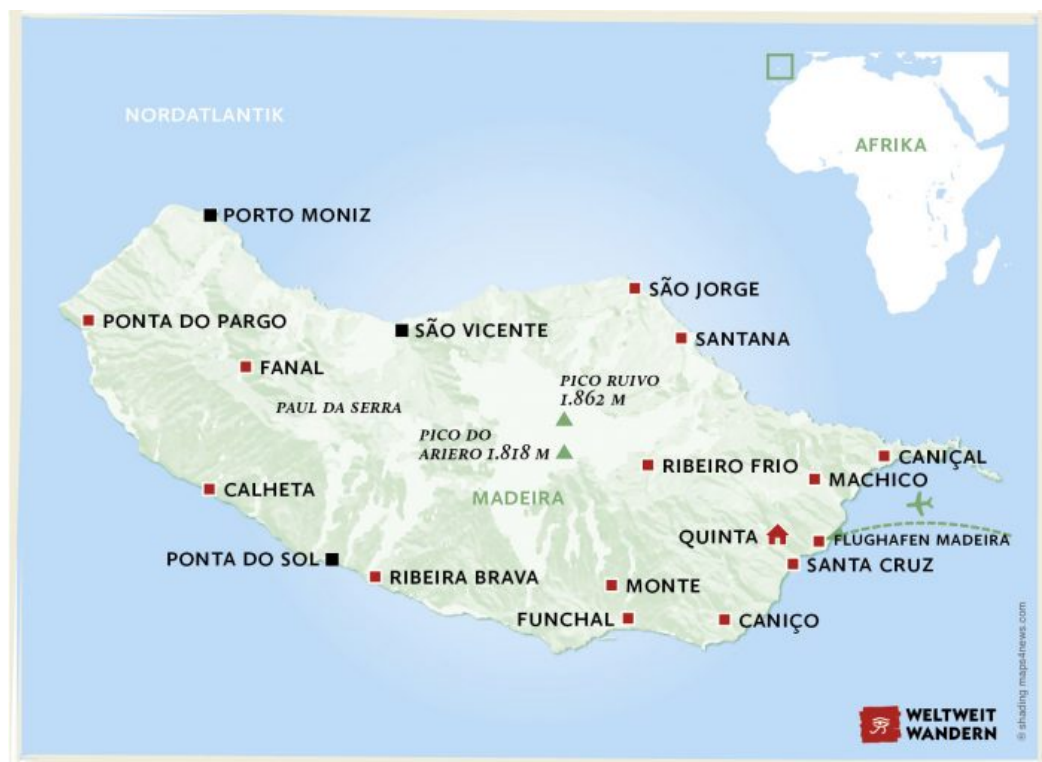 NORDATLANTIK
AFRIKA
PORTO MONIZ
SÃO JORGE
PONTA DO PARGO
SÃO VICENTE
SANTANA
FANAL
PICO RUIVO
1.862 M
PAUL DA SERRA
PICO DO
ARIERO 1.818 M
CANIÇAL
RIBEIRO FRIO
MACHICO
CALHETA
MADEIRA
QUINTA
FLUGHAFEN MADEIRA
PONTA DO SOL
SANTA CRUZ
RIBEIRA BRAVA
MONTE
FUNCHAL
CANIÇO
© shading maps4news.com
WELTWEIT
WANDERN